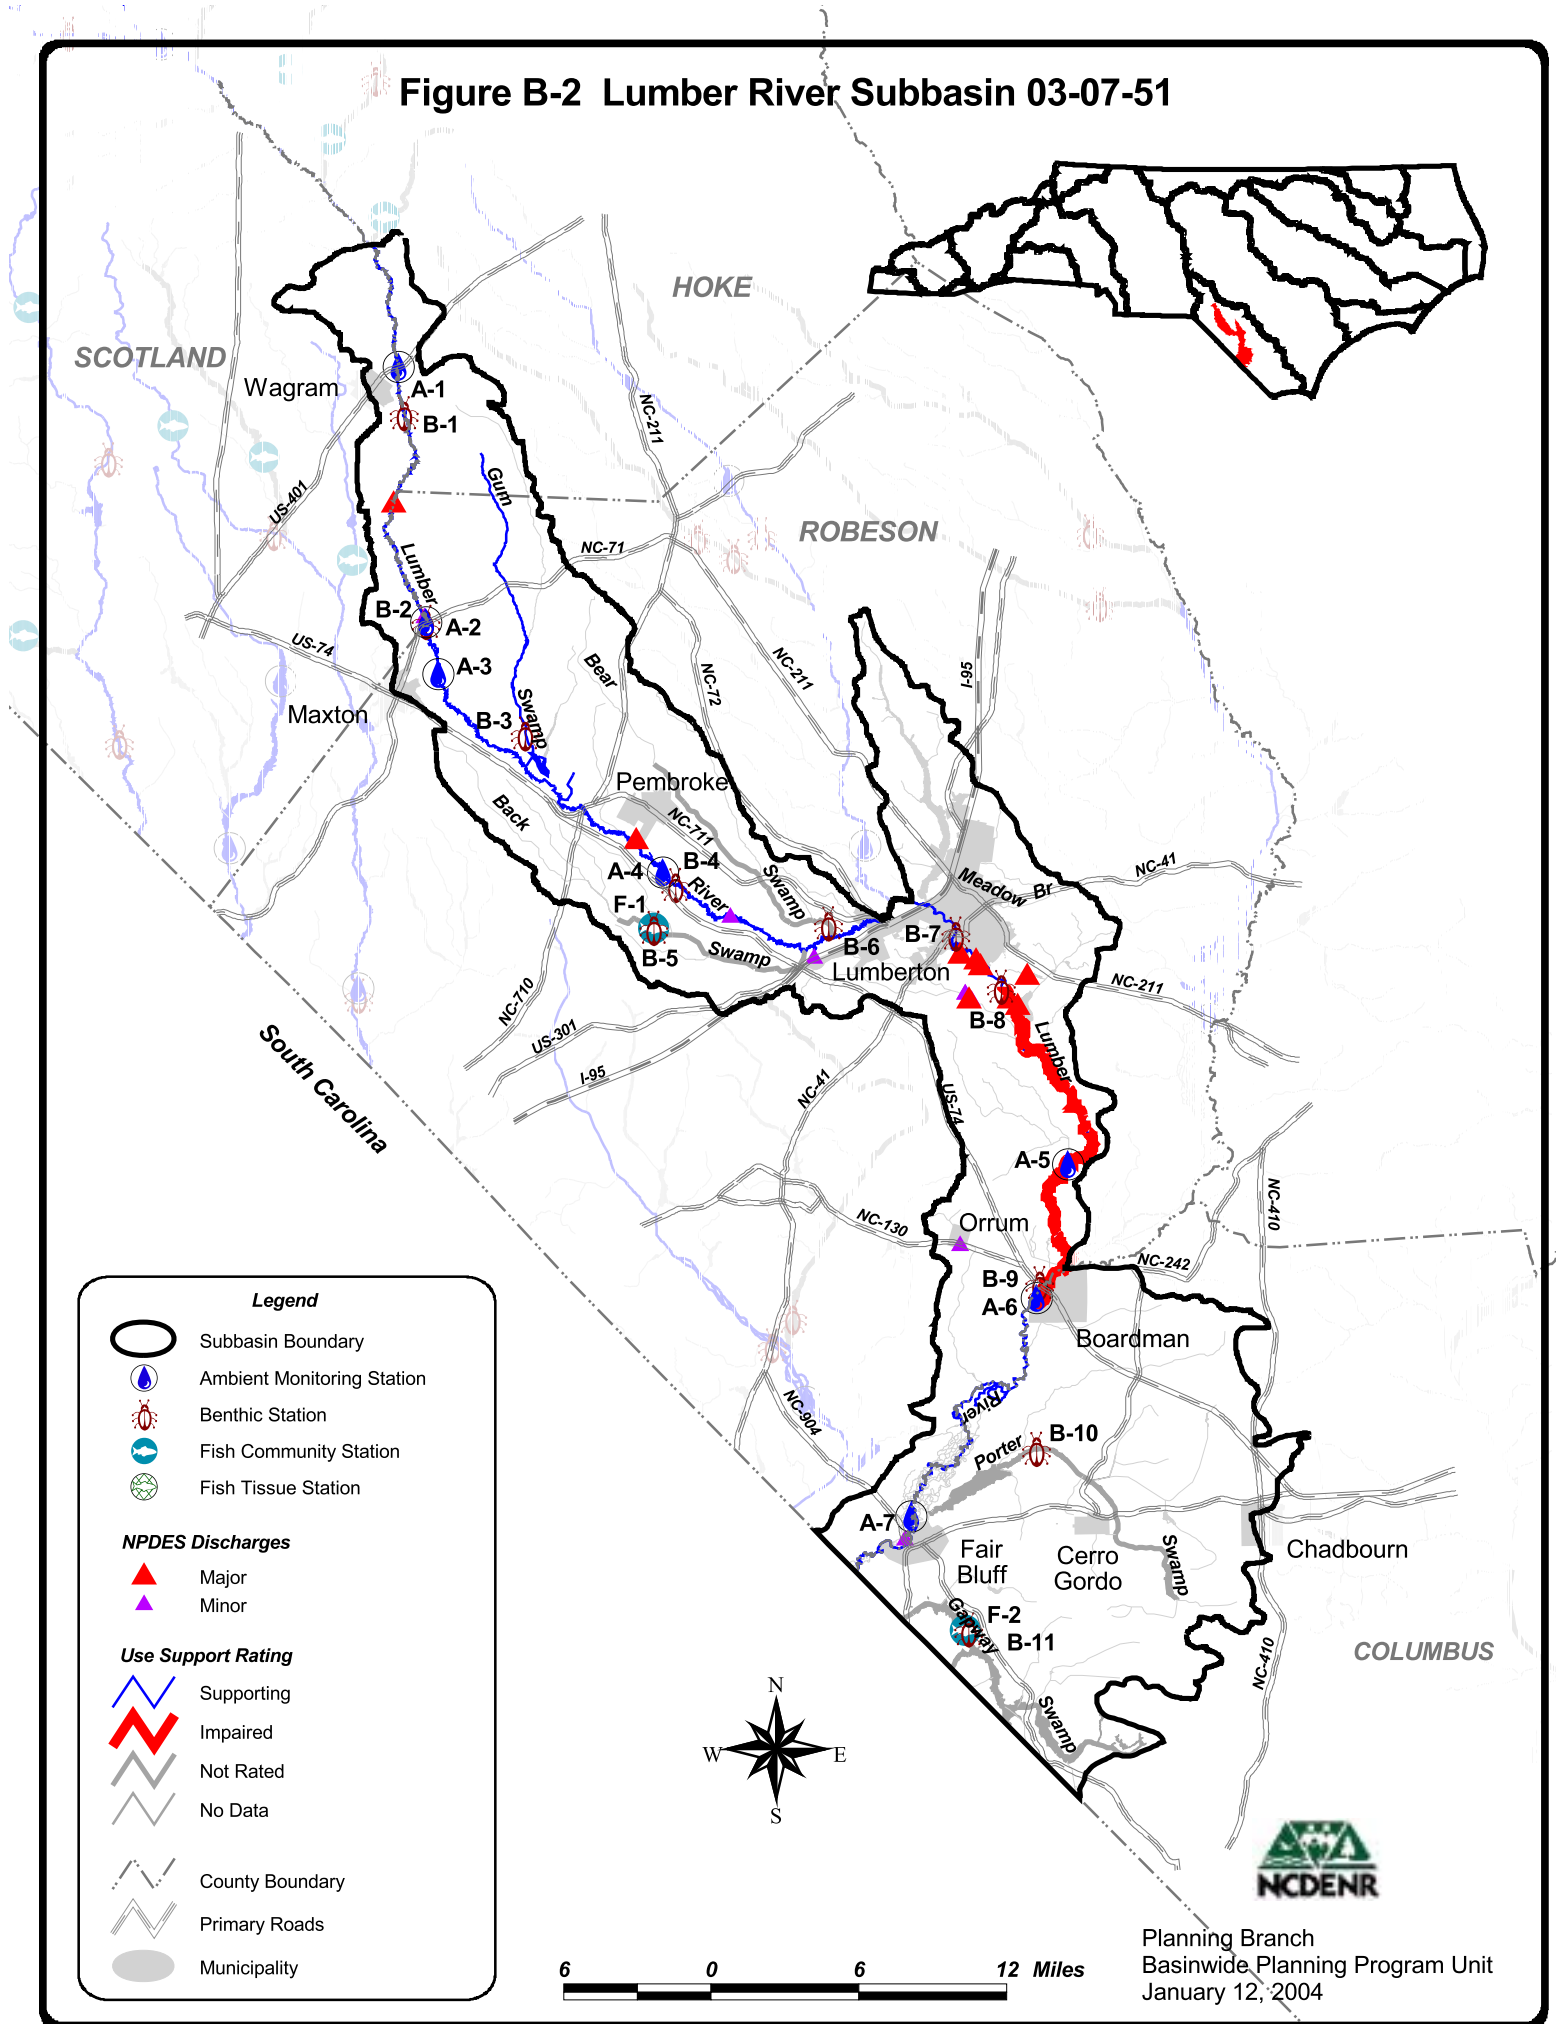 Figure B-2 Lumber River Subbasin 03-07-51
HOKE
SCOTLAND
Wagram
A-1
B-1
NC-211
US-401
Gum
ROBESON
NC-71
Lumber
B-2
A-2
US-74
A-3
Bear
NC-72
NC-211
I-95
Maxton
B-3
Swamp
Pembroke
Back
NC-711
A-4
B-4
River
Swamp
Meadow Br
NC-41
F-1
B-5
Swamp
B-6
B-7
Lumberton
NC-710
US-301
I-95
B-8
NC-211
Lumber
NC-41
US-74
South Carolina
A-5
NC-410
NC-130
Orrum
NC-242
B-9
A-6
Boardman
NC-904
River
Porter
B-10
A-7
Fair
Bluff
Cerro
Gordo
Swamp
Chadbourn
Gapway
F-2
B-11
Swamp
NC-410
COLUMBUS
Legend
Subbasin Boundary
Ambient Monitoring Station
Benthic Station
Fish Community Station
Fish Tissue Station
NPDES Discharges
Major
Minor
Use Support Rating
Supporting
Impaired
Not Rated
No Data
County Boundary
Primary Roads
Municipality
N
W
E
S
6 0 6 12 Miles
NCDENR
Planning Branch
Basinwide Planning Program Unit
January 12, 2004